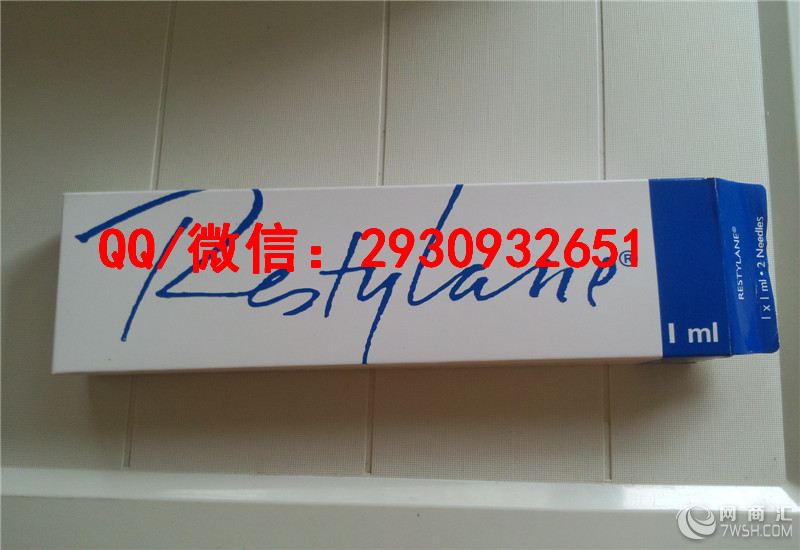 Restylane®
QQ/微信：2930932651
1 ml
RESTYLANE®
1 x 1 ml • 2 Needles
网商汇
7WSH.COM